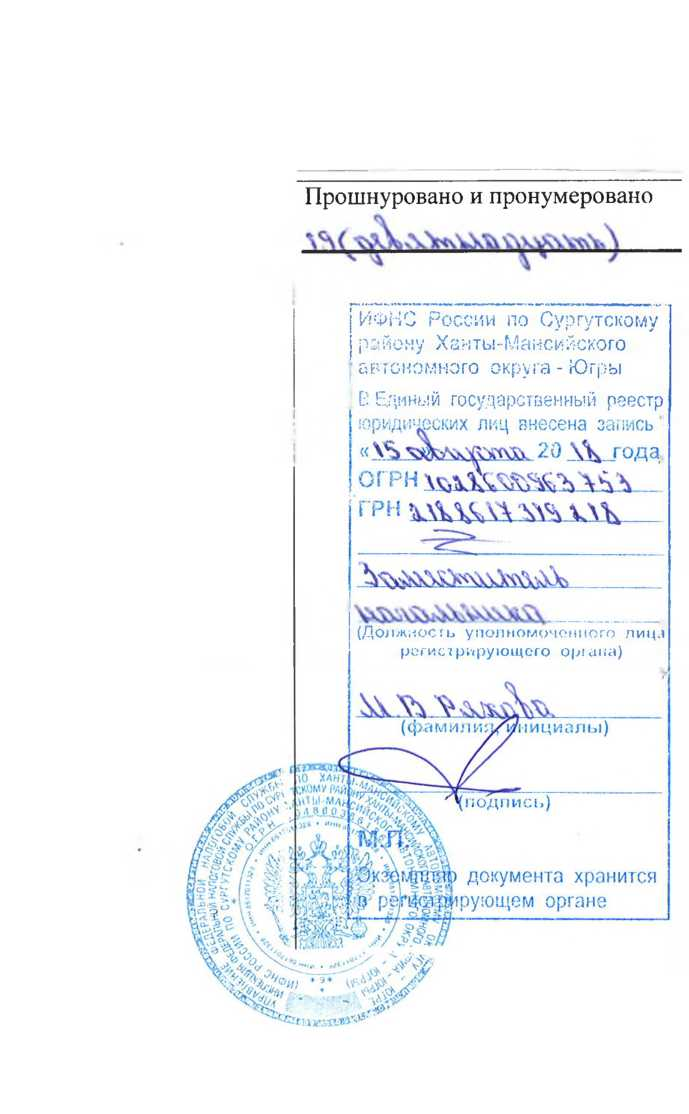 Прошнуровано и пронумеровано
19 (девятнадцать)
ИФНС России по Сургутскому
району Ханты-Мансийского
автономного округа - Югры
В Единый государственный реестр
юридических лиц внесена запись
« 15 августа 20 18 года
ОГРН 1028600963753
ГРН 2188617349218
Заместитель
начальника
(Должность уполномоченного лица
регистрирующего органа)
М. В. Ряхова
(фамилия, инициалы)
(подпись)
М.П.
Экземпляр документа хранится
в регистрирующем органе